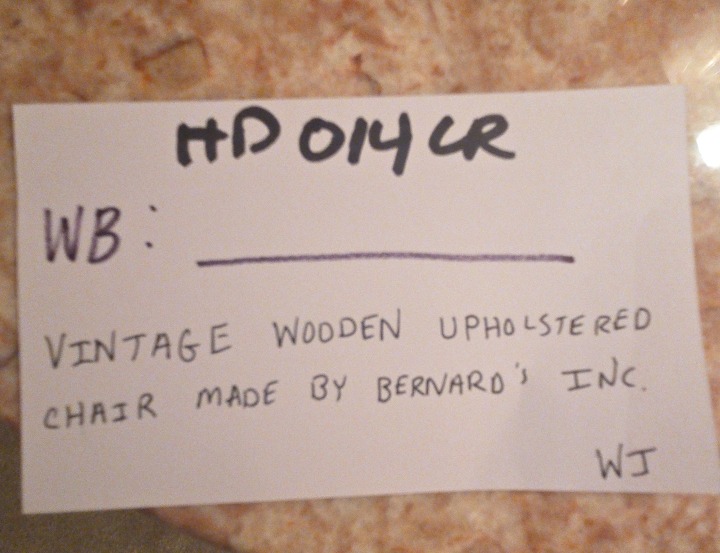 HD 014 CR
WB: ____________
VINTAGE WOODEN UPHOLSTERED
CHAIR MADE BY BERNARD'S INC.
WJ